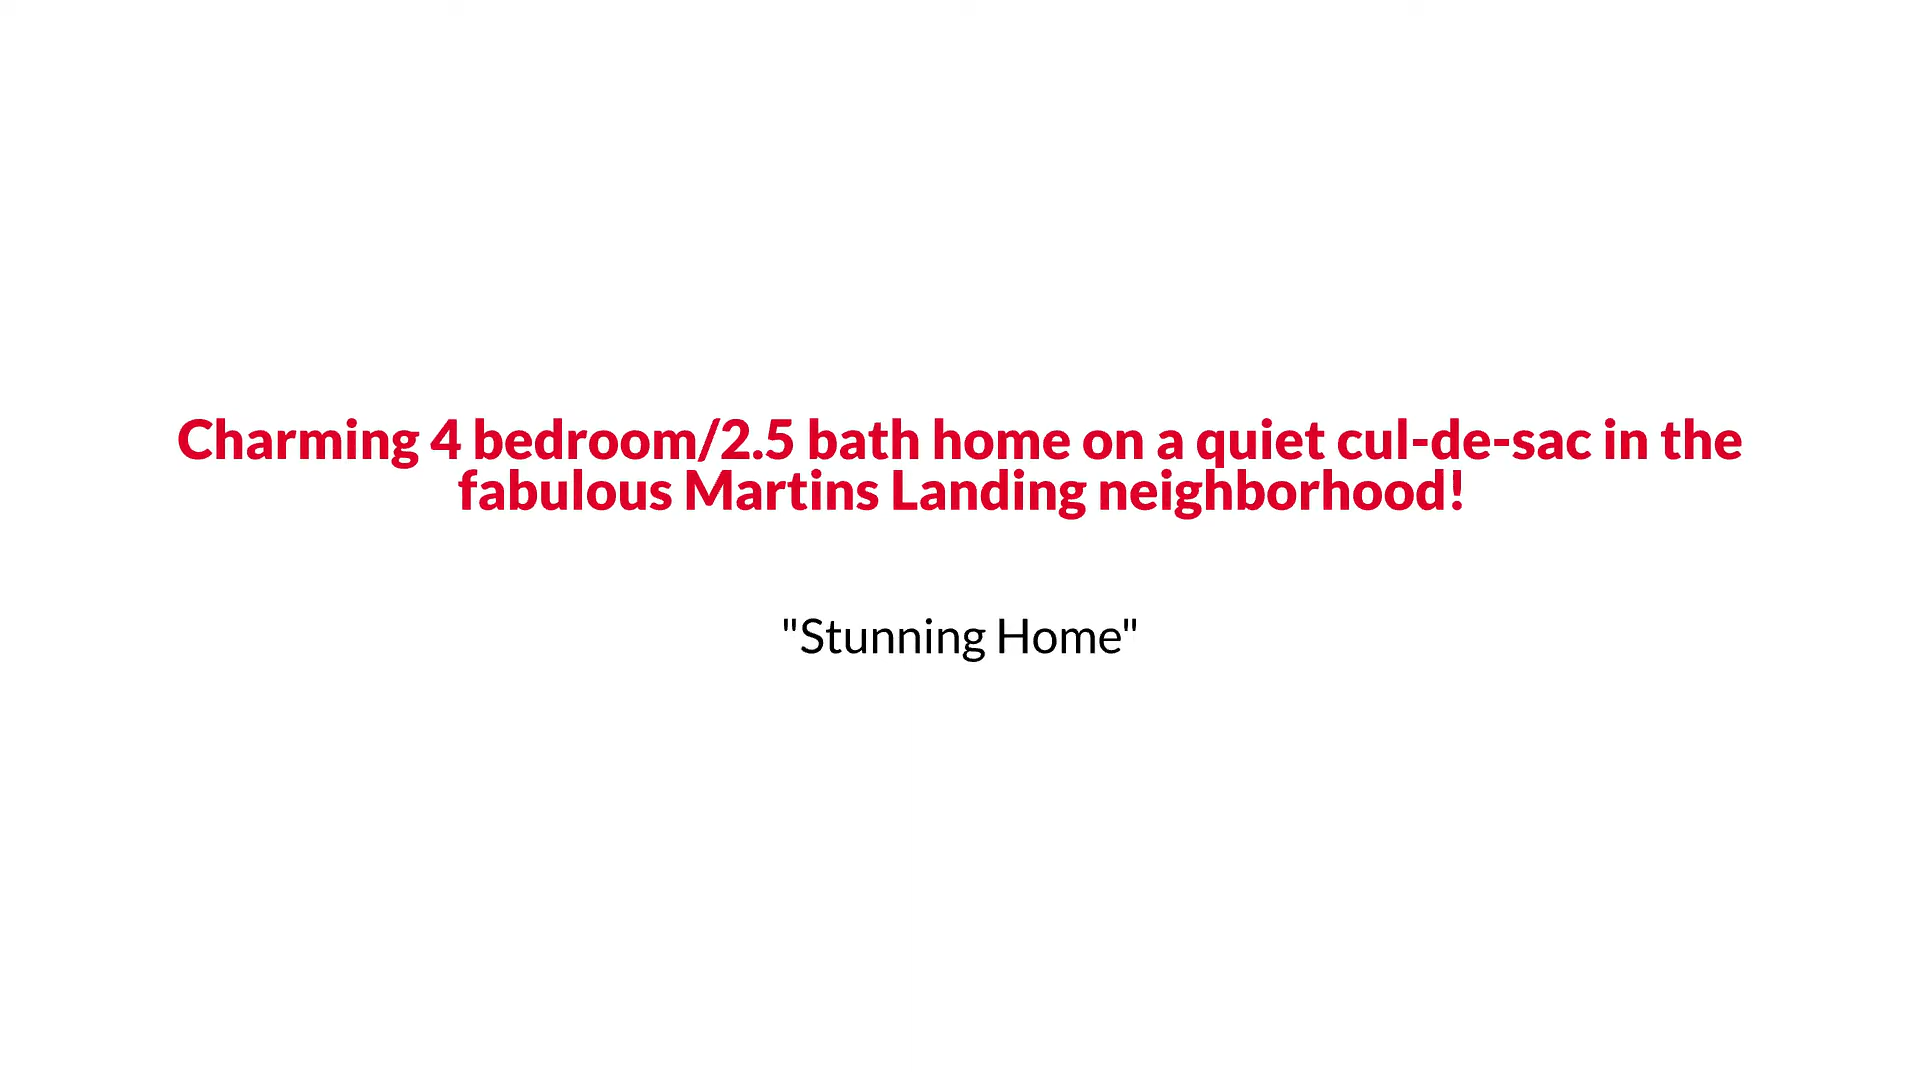 Charming 4 bedroom/2.5 bath home on a quiet cul-de-sac in the
fabulous Martins Landing neighborhood!
"Stunning Home"